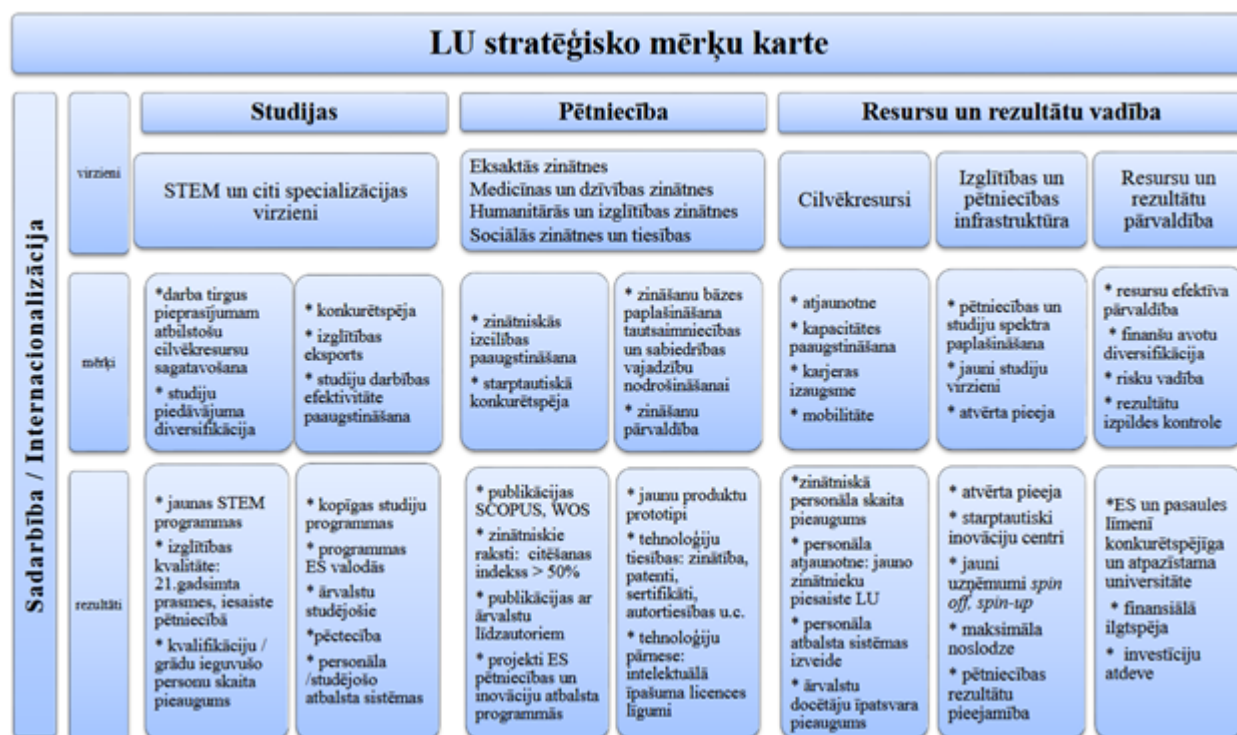 LU stratēģisko mērķu karte
Sadarbība / Internacionalizācija
virzieni
Studijas
Pētniecība
Resursu un rezultātu vadība
STEM un citi specializācijas
virzieni
Eksaktās zinātnes
Medicīnas un dzīvības zinātnes
Humanitārās un izglītības zinātnes
Sociālās zinātnes un tiesības
Cilvēkresursi
Izglītības un
pētniecības
infrastruktūra
Resursu un
rezultātu
pārvaldība
mērķi
*darba tirgus
pieprasījumam
atbilstošu
cilvēkresursu
sagatavošana
* studiju
piedāvājuma
diversifikācija
* konkurētspēja
* izglītības
eksports
* studiju darbības
efektivitāte
paaugstināšana
* zinātniskās
izcilības
paaugstināšana
* starptautiskā
konkurētspēja
* zināšanu bāzes
paplašināšana
tautsaimniecības
un sabiedrības
vajadzību
nodrošināšanai
* zināšanu
pārvaldība
* atjaunotne
* kapacitātes
paaugstināšana
* karjeras
izaugsme
* mobilitāte
* pētniecības un
studiju spektra
paplašināšana
* jauni studiju
virzieni
* atvērta pieeja
* resursu efektīva
pārvaldība
* finanšu avotu
diversifikācija
* risku vadība
* rezultātu
izpildes kontrole
rezultāti
* jaunas STEM
programmas
* izglītības
kvalitāte:
21.gadsimta
prasmes, iesaiste
pētniecībā
* kvalifikāciju /
grādu ieguvušo
personu skaita
pieaugums
* kopīgas studiju
programmas
* programmas
ES valodās
* ārvalstu
studējošie
*pēctecība
* personāla
/studējošo
atbalsta sistēmas
* publikācijas
SCOPUS, WOS
* zinātniskie
raksti: citēšanas
indekss > 50%
* publikācijas ar
ārvalstu
līdzautoriem
* projekti ES
pētniecības un
inovāciju atbalsta
programmās
* jaunu produktu
prototipi
* tehnoloģiju
tiesības: zinātība,
patenti,
sertifikāti,
autortiesības u.c.
* tehnoloģiju
pārnese:
intelektuālā
īpašuma licences
līgumi
*zinātniskā
personāla skaita
pieaugums
* personāla
atjaunotne: jauno
zinātnieku
piesaiste LU
* personāla
atbalsta sistēmas
izveide
* ārvalstu
docētāju īpatsvara
pieaugums
* atvērta pieeja
* starptautiski
inovāciju centri
* jauni
uzņēmumi spin
off, spin-up
* maksimāla
noslodze
* pētniecības
rezultātu
pieejamība
*ES un pasaules
līmenī
konkurētspējīga
un atpazīstama
universitāte
* finansiālā
ilgtspēja
* investīciju
atdeve